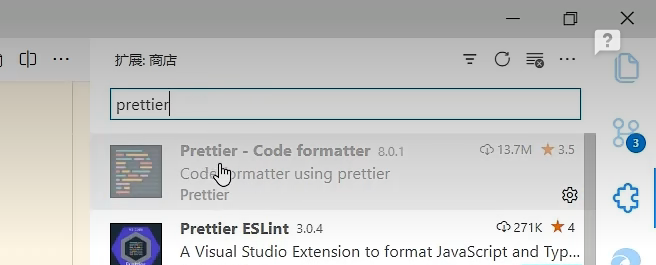 扩展: 商店
prettier
Prettier - Code formatter 8.0.1 13.7M 3.5
Code formatter using prettier
Prettier
3
Prettier ESLint 3.0.4 271K 4
A Visual Studio Extension to format JavaScript and Typ...